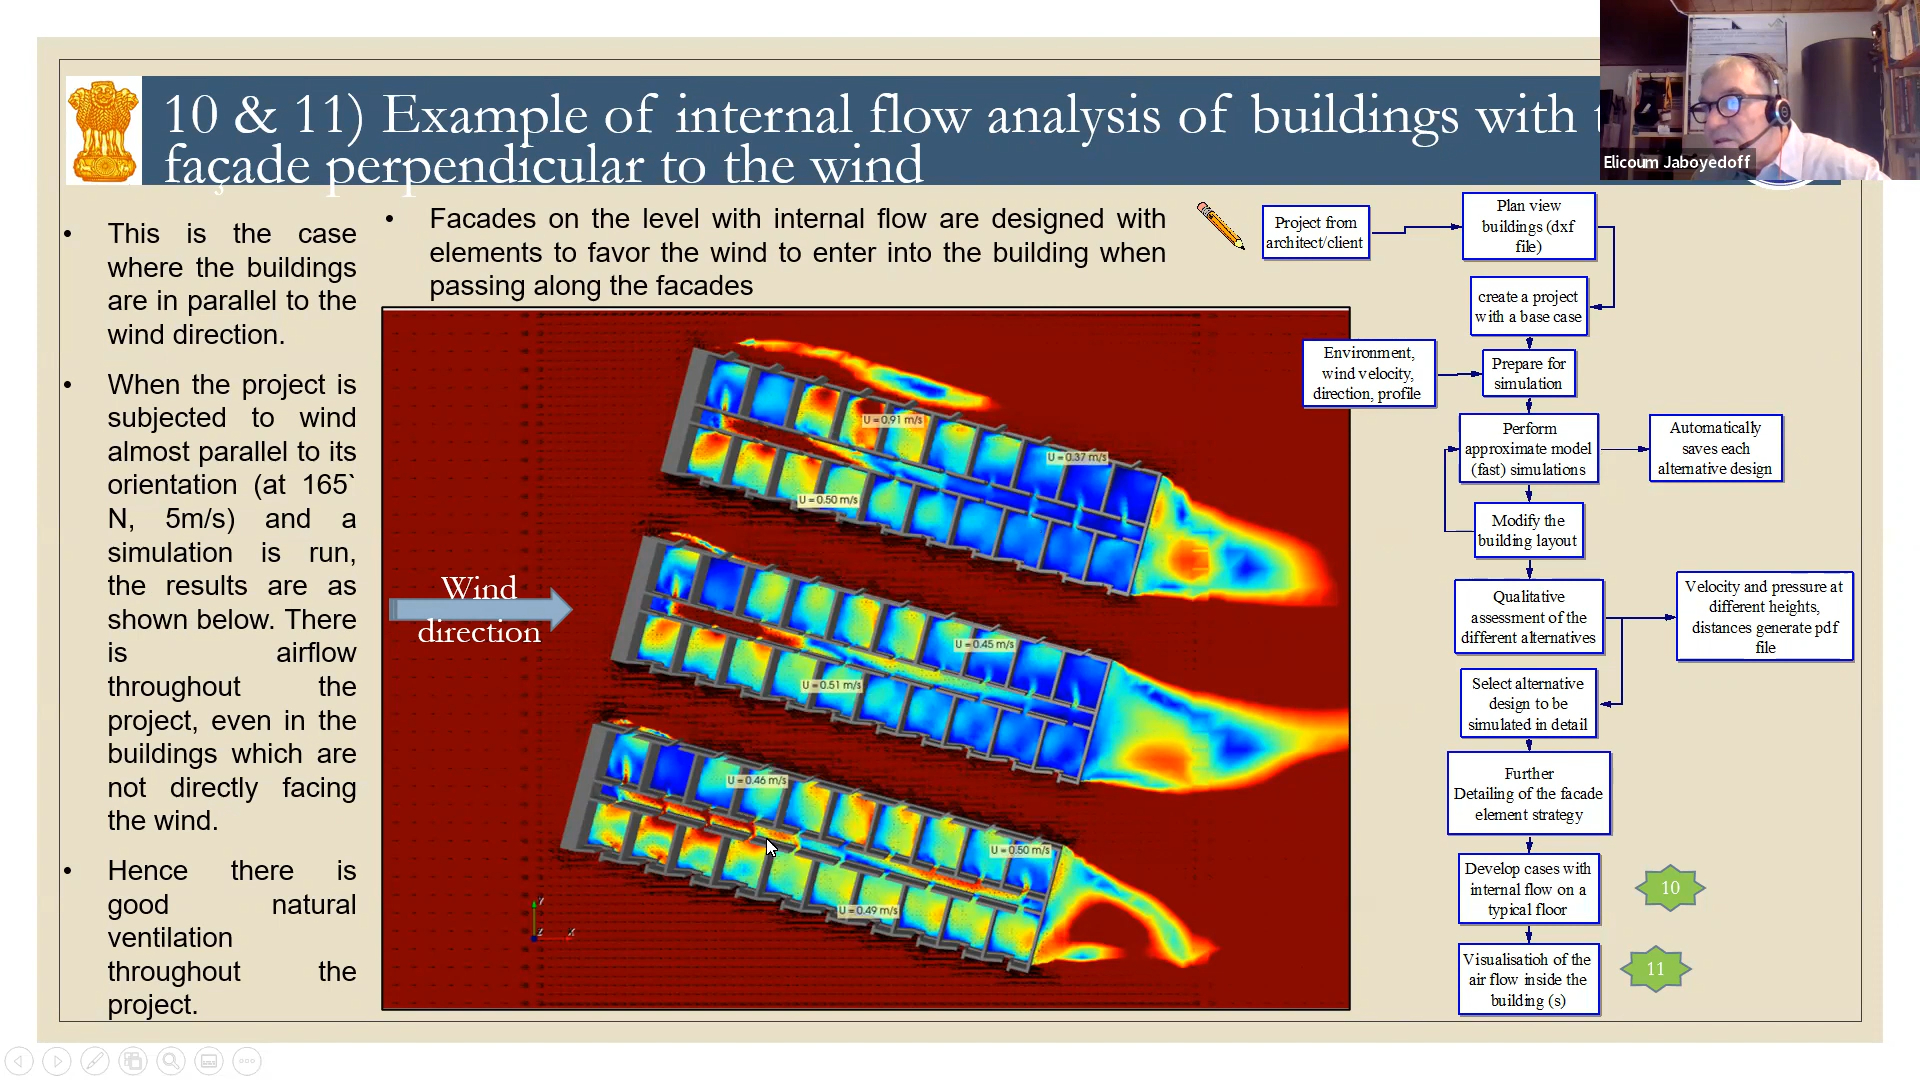 10 & 11) Example of internal flow analysis of buildings with
façade perpendicular to the wind
Elicoum Jaboyedoff
• This is the case
where the buildings
are in parallel to the
wind direction.
• When the project is
subjected to wind
almost parallel to its
orientation (at 165`
N, 5m/s) and a
simulation is run,
the results are as
shown below. There
is airflow
throughout the
project, even in the
buildings which are
not directly facing
the wind.
• Hence there is
good natural
ventilation
throughout the
project.
• Facades on the level with internal flow are designed with
elements to favor the wind to enter into the building when
passing along the facades
Wind
direction
U = 0.91 m/s
U = 0.37 m/s
U = 0.50 m/s
U = 0.45 m/s
U = 0.51 m/s
U = 0.46 m/s
U = 0.50 m/s
U = 0.49 m/s
Y
Z
X
Project from
architect/client
Plan view
buildings (dxf
file)
create a project
with a base case
Environment,
wind velocity,
direction, profile
Prepare for
simulation
Perform
approximate model
(fast) simulations
Automatically
saves each
alternative design
Modify the
building layout
Qualitative
assessment of the
different alternatives
Velocity and pressure at
different heights,
distances generate pdf
file
Select alternative
design to be
simulated in detail
Further
Detailing of the facade
element strategy
Develop cases with
internal flow on a
typical floor
10
Visualisatioh of the
air flow inside the
building (s)
11